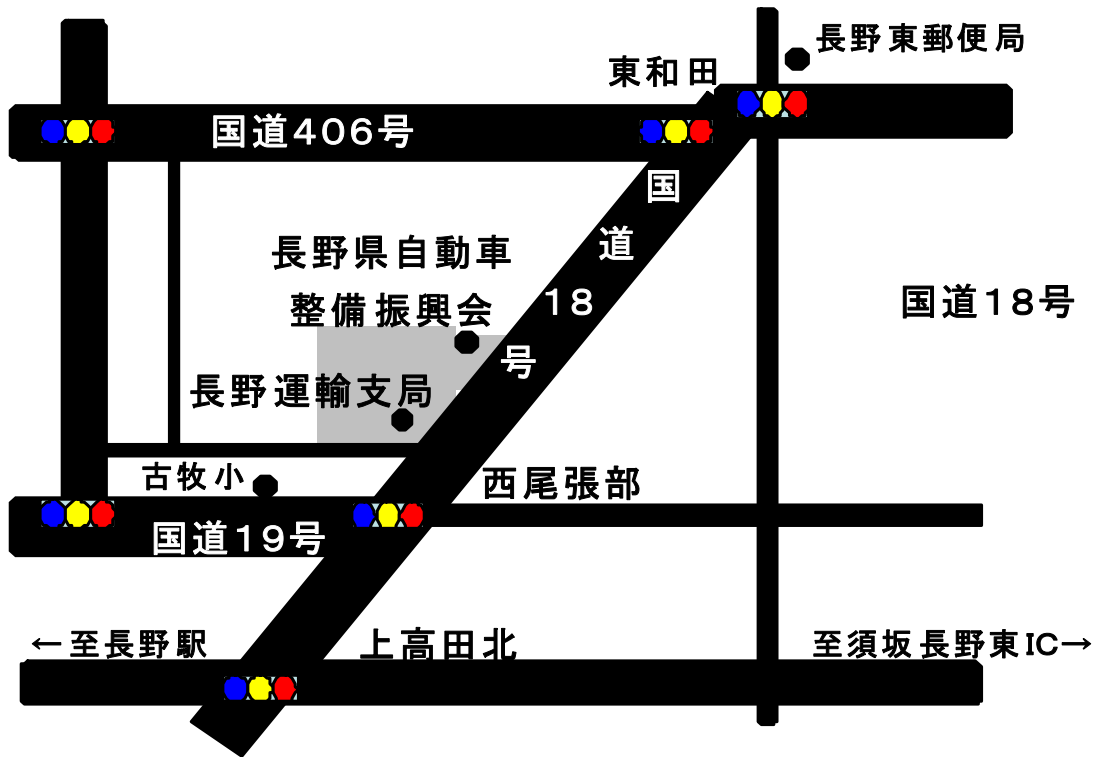 長野東郵便局
東和田
国道406号
国道18号
長野県自動車
整備振興会
国道18号
長野運輸支局
古牧小
西尾張部
国道19号
←至長野駅
上高田北
至須坂長野東IC→